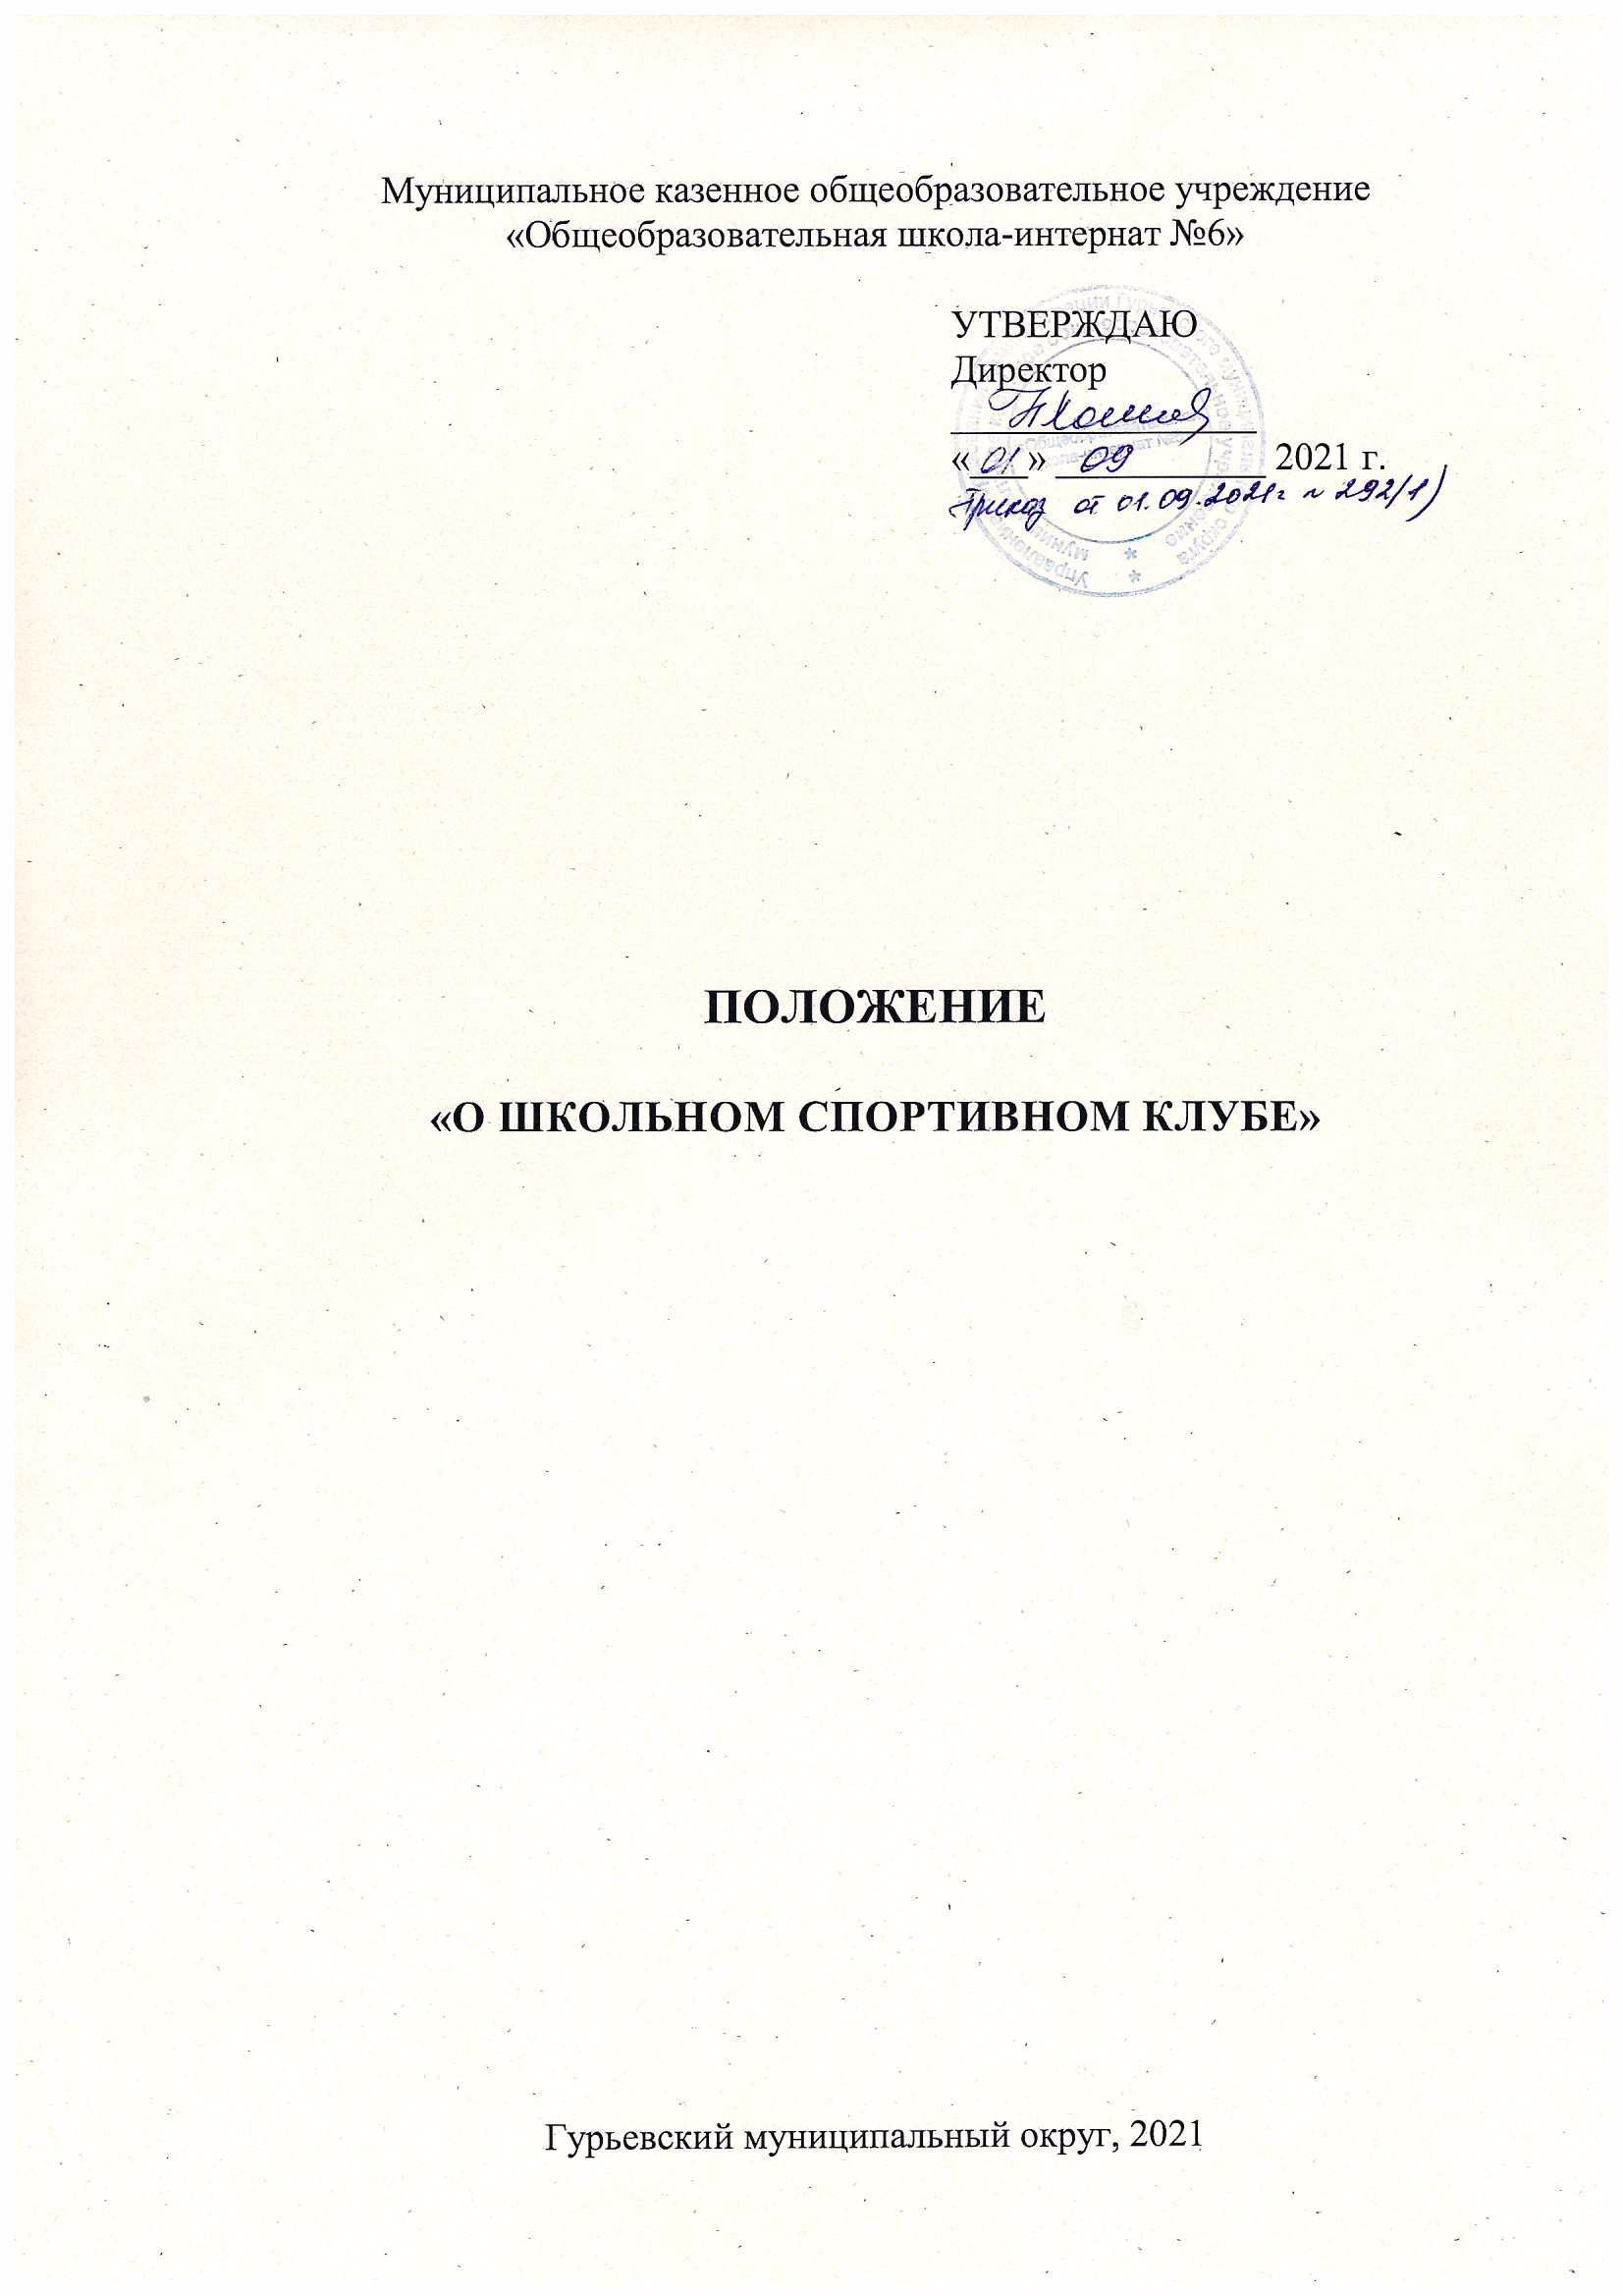 Муниципальное казенное общеобразовательное учреждение
«Общеобразовательная школа-интернат №6»
УТВЕРЖДАЮ
Директор
«01» 09 2021 г.
Приказ от 01.09.2021г № 292/1)
ПОЛОЖЕНИЕ
«О ШКОЛЬНОМ СПОРТИВНОМ КЛУБЕ»
Гурьевский муниципальный округ, 2021